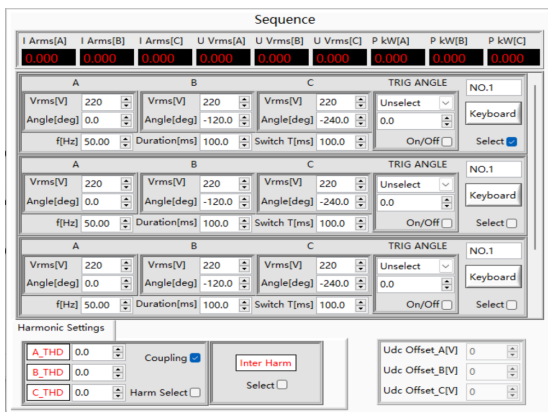 Sequence
I Arms[A] I Arms[B] I Arms[C] U Vrms[A] U Vrms[B] U Vrms[C] P kW[A] P kW[B] P kW[C]
0.000 0.000 0.000 0.000 0.000 0.000 0.000 0.000 0.000
A B C TRIG ANGLE NO.1
Vrms[V] 220 Vrms[V] 220 Vrms[V] 220 Unselect Keyboard
Angle[deg] 0.0 Angle[deg] -120.0 Angle[deg] -240.0 0.0
f[Hz] 50.00 Duration[ms] 100.0 Switch T[ms] 100.0 On/Off Select
A B C TRIG ANGLE NO.1
Vrms[V] 220 Vrms[V] 220 Vrms[V] 220 Unselect Keyboard
Angle[deg] 0.0 Angle[deg] -120.0 Angle[deg] -240.0 0.0
f[Hz] 50.00 Duration[ms] 100.0 Switch T[ms] 100.0 On/Off Select
A B C TRIG ANGLE NO.1
Vrms[V] 220 Vrms[V] 220 Vrms[V] 220 Unselect Keyboard
Angle[deg] 0.0 Angle[deg] -120.0 Angle[deg] -240.0 0.0
f[Hz] 50.00 Duration[ms] 100.0 Switch T[ms] 100.0 On/Off Select
Harmonic Settings
A_THD 0.0 Coupling Inter Harm Udc Offset_A[V] 0
B_THD 0.0 Select Udc Offset_B[V] 0
C_THD 0.0 Harm Select Udc Offset_C[V] 0